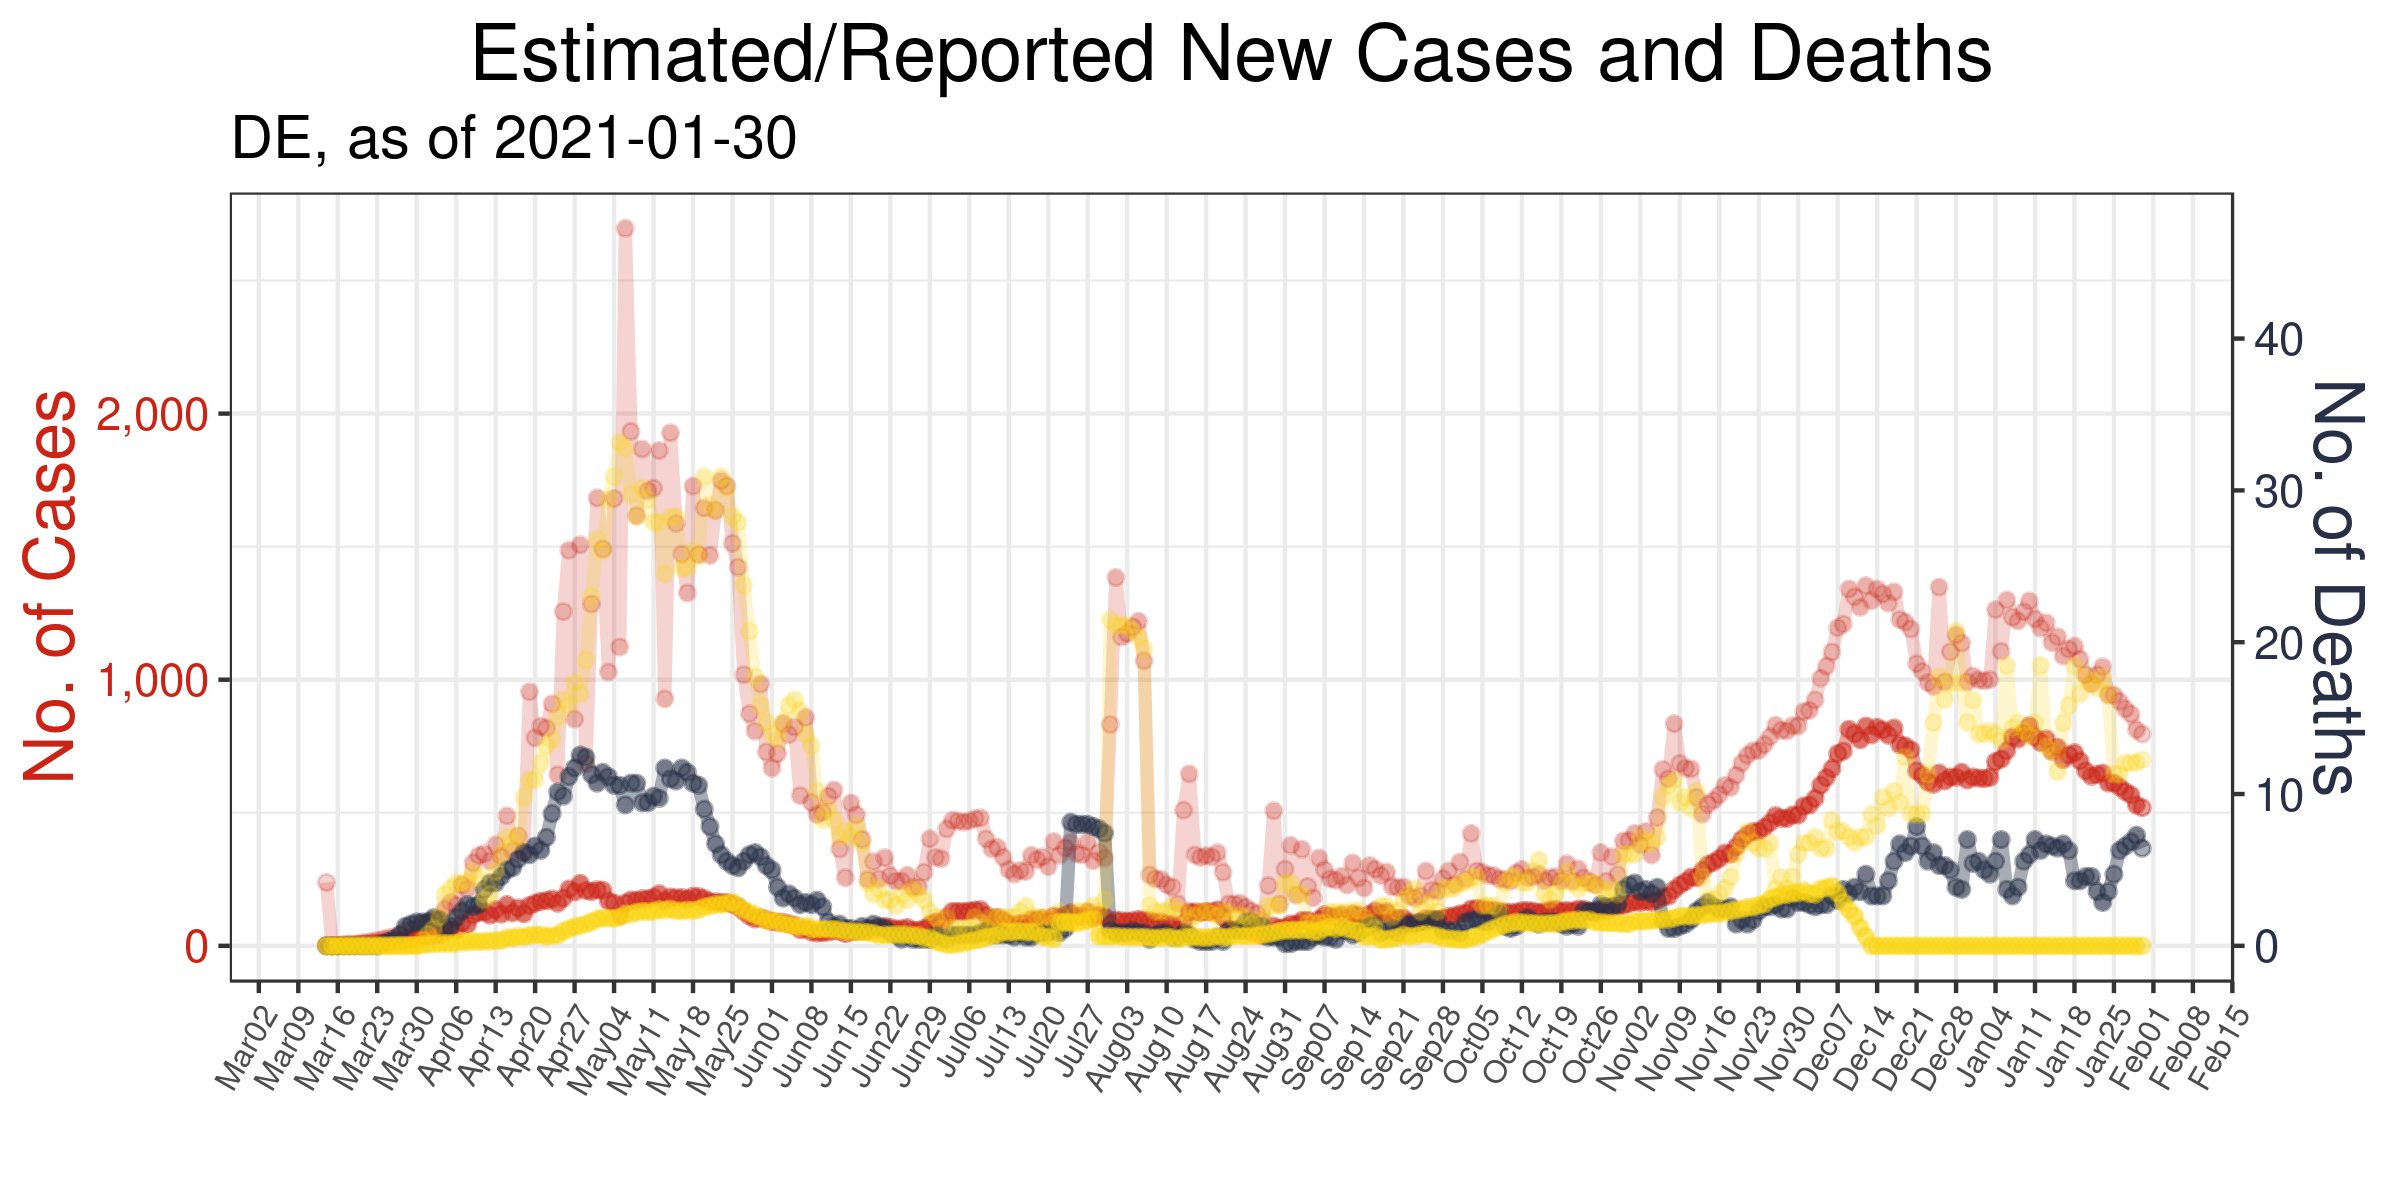 Estimated/Reported New Cases and Deaths
DE, as of 2021-01-30
No. of Cases
2,000
1,000
0
No. of Deaths
40
30
20
10
0
Mar02
Mar09
Mar16
Mar23
Mar30
Apr06
Apr13
Apr20
Apr27
May04
May11
May18
May25
Jun01
Jun08
Jun15
Jun22
Jun29
Jul06
Jul13
Jul20
Jul27
Aug03
Aug10
Aug17
Aug24
Aug31
Sep07
Sep14
Sep21
Sep28
Oct05
Oct12
Oct19
Oct26
Nov02
Nov09
Nov16
Nov23
Nov30
Dec07
Dec14
Dec21
Dec28
Jan04
Jan11
Jan18
Jan25
Feb01
Feb08
Feb15